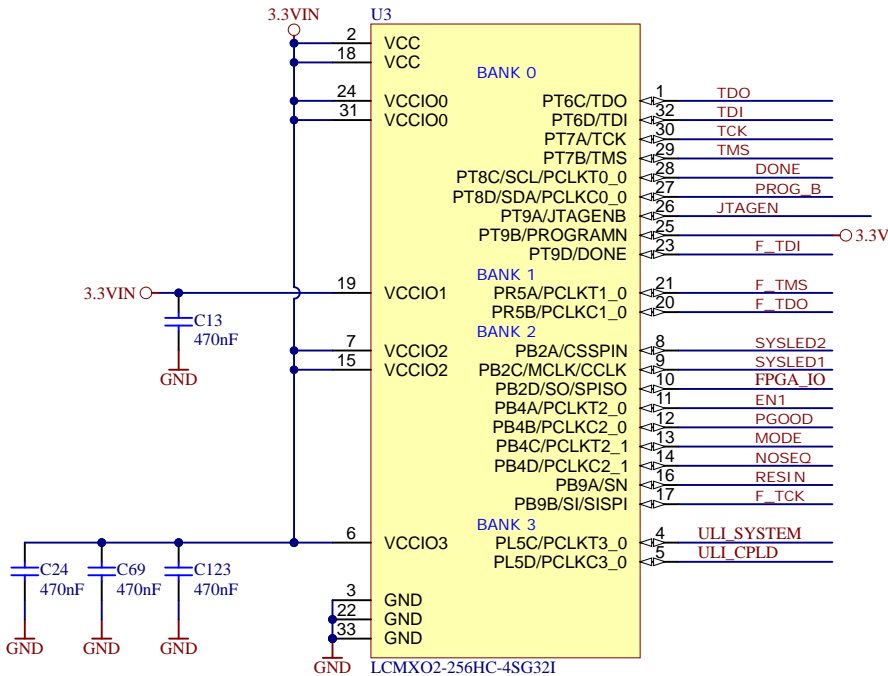 3.3VIN
U3
2 VCC
18 VCC
BANK 0
24 VCCIO0
31 VCCIO0
PT6C/TDO 1 TDO
PT6D/TDI 32 TDI
PT7A/TCK 30 TCK
PT7B/TMS 29 TMS
PT8C/SCL/PCLKT0_0 28 DONE
PT8D/SDA/PCLKC0_0 27 PROG_B
PT9A/JTAGENB 26 JTAGEN
PT9B/PROGRAMN 25 3.3V
PT9D/DONE 23 F_TDI
BANK 1
3.3VIN 19 VCCIO1 PR5A/PCLKT1_0 21 F_TMS
PR5B/PCLKC1_0 20 F_TDO
C13
470nF
GND
BANK 2
7 VCCIO2 PB2A/CSSPIN 8 SYSLED2
15 VCCIO2 PB2C/MCLK/CCLK 9 SYSLED1
PB2D/SO/SPISO 10 FPGA_IO
PB4A/PCLKT2_0 11 EN1
PB4B/PCLKC2_0 12 PGOOD
PB4C/PCLKT2_1 13 MODE
PB4D/PCLKC2_1 14 NOSEQ
PB9A/SN 16 RESIN
PB9B/SI/SISPI 17 F_TCK
BANK 3
6 VCCIO3 PL5C/PCLKT3_0 4 ULI_SYSTEM
PL5D/PCLKC3_0 5 ULI_CPLD
C24 C69 C123
470nF 470nF 470nF
GND GND GND
3 GND
22 GND
33 GND
GND
LCMXO2-256HC-4SG32I